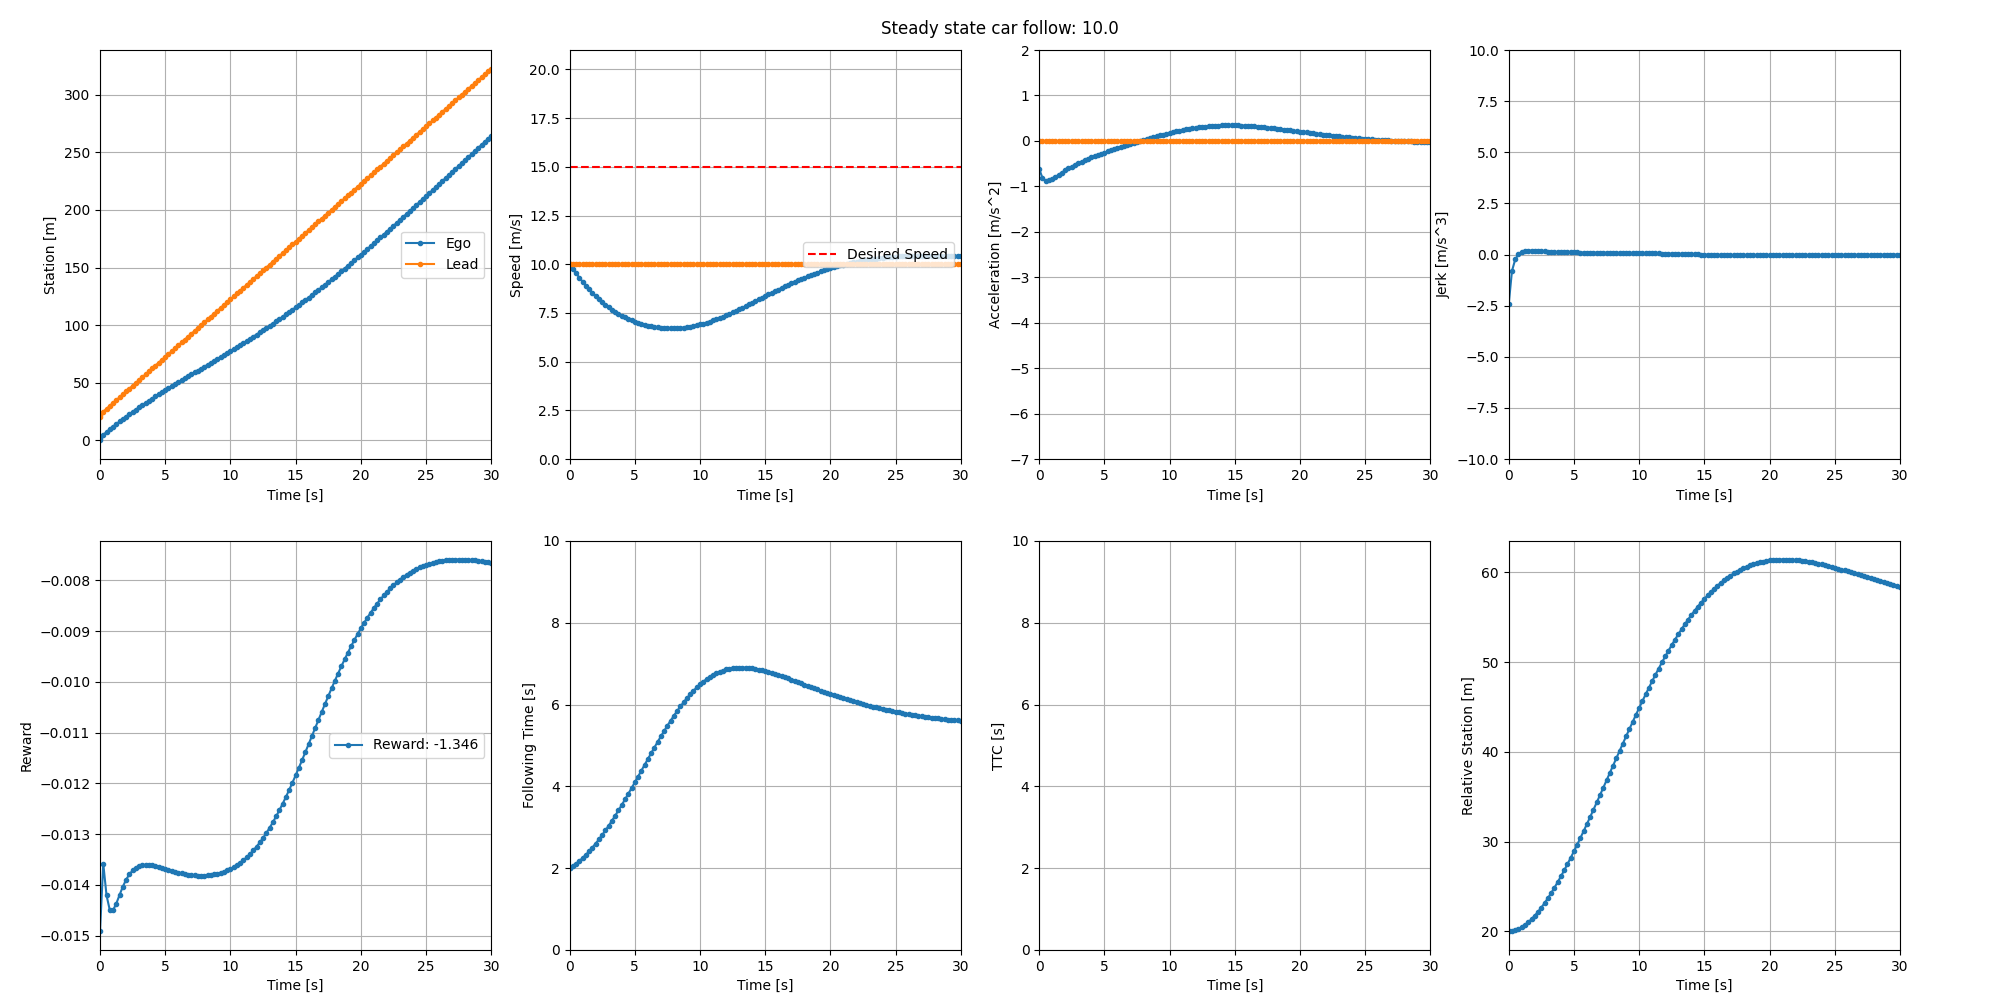 Steady state car follow: 10.0
300
250
200
150
100
50
0
Station [m]
Ego
Lead
0 5 10 15 20 25 30
Time [s]
20.0
17.5
15.0
12.5
10.0
7.5
5.0
2.5
0.0
Speed [m/s]
Desired Speed
0 5 10 15 20 25 30
Time [s]
2
1
0
−1
−2
−3
−4
−5
−6
−7
Acceleration [m/s^2]
0 5 10 15 20 25 30
Time [s]
10.0
7.5
5.0
2.5
0.0
−2.5
−5.0
−7.5
−10.0
Jerk [m/s^3]
0 5 10 15 20 25 30
Time [s]
−0.008
−0.009
−0.010
−0.011
−0.012
−0.013
−0.014
−0.015
Reward
Reward: -1.346
0 5 10 15 20 25 30
Time [s]
10
8
6
4
2
0
Following Time [s]
0 5 10 15 20 25 30
Time [s]
10
8
6
4
2
0
TTC [s]
0 5 10 15 20 25 30
Time [s]
60
50
40
30
20
Relative Station [m]
0 5 10 15 20 25 30
Time [s]